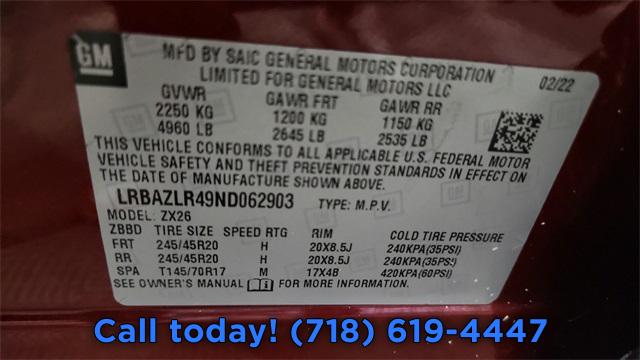 GM
MFD BY SAIC GENERAL MOTORS CORPORATION
LIMITED FOR GENERAL MOTORS LLC
02/22
GVWR GAWR FRT GAWR RR
2250 KG 1200 KG 1150 KG
4960 LB 2645 LB 2535 LB
THIS VEHICLE CONFORMS TO ALL APPLICABLE U.S. FEDERAL MOTOR
VEHICLE SAFETY AND THEFT PREVENTION STANDARDS IN EFFECT ON
THE DATE OF MANUFACTURE SHOWN ABOVE.
LRBAZLR49ND062903 TYPE: M.P.V.
MODEL: ZX26
ZBBD TIRE SIZE SPEED RTG RIM COLD TIRE PRESSURE
FRT 245/45R20 H 20X8.5J 240KPA(35PSI)
RR 245/45R20 H 20X8.5J 240KPA(35PSI)
SPA T145/70R17 M 17X4B 420KPA(60PSI)
SEE OWNER'S MANUAL FOR MORE INFORMATION.
Call today! (718) 619-4447